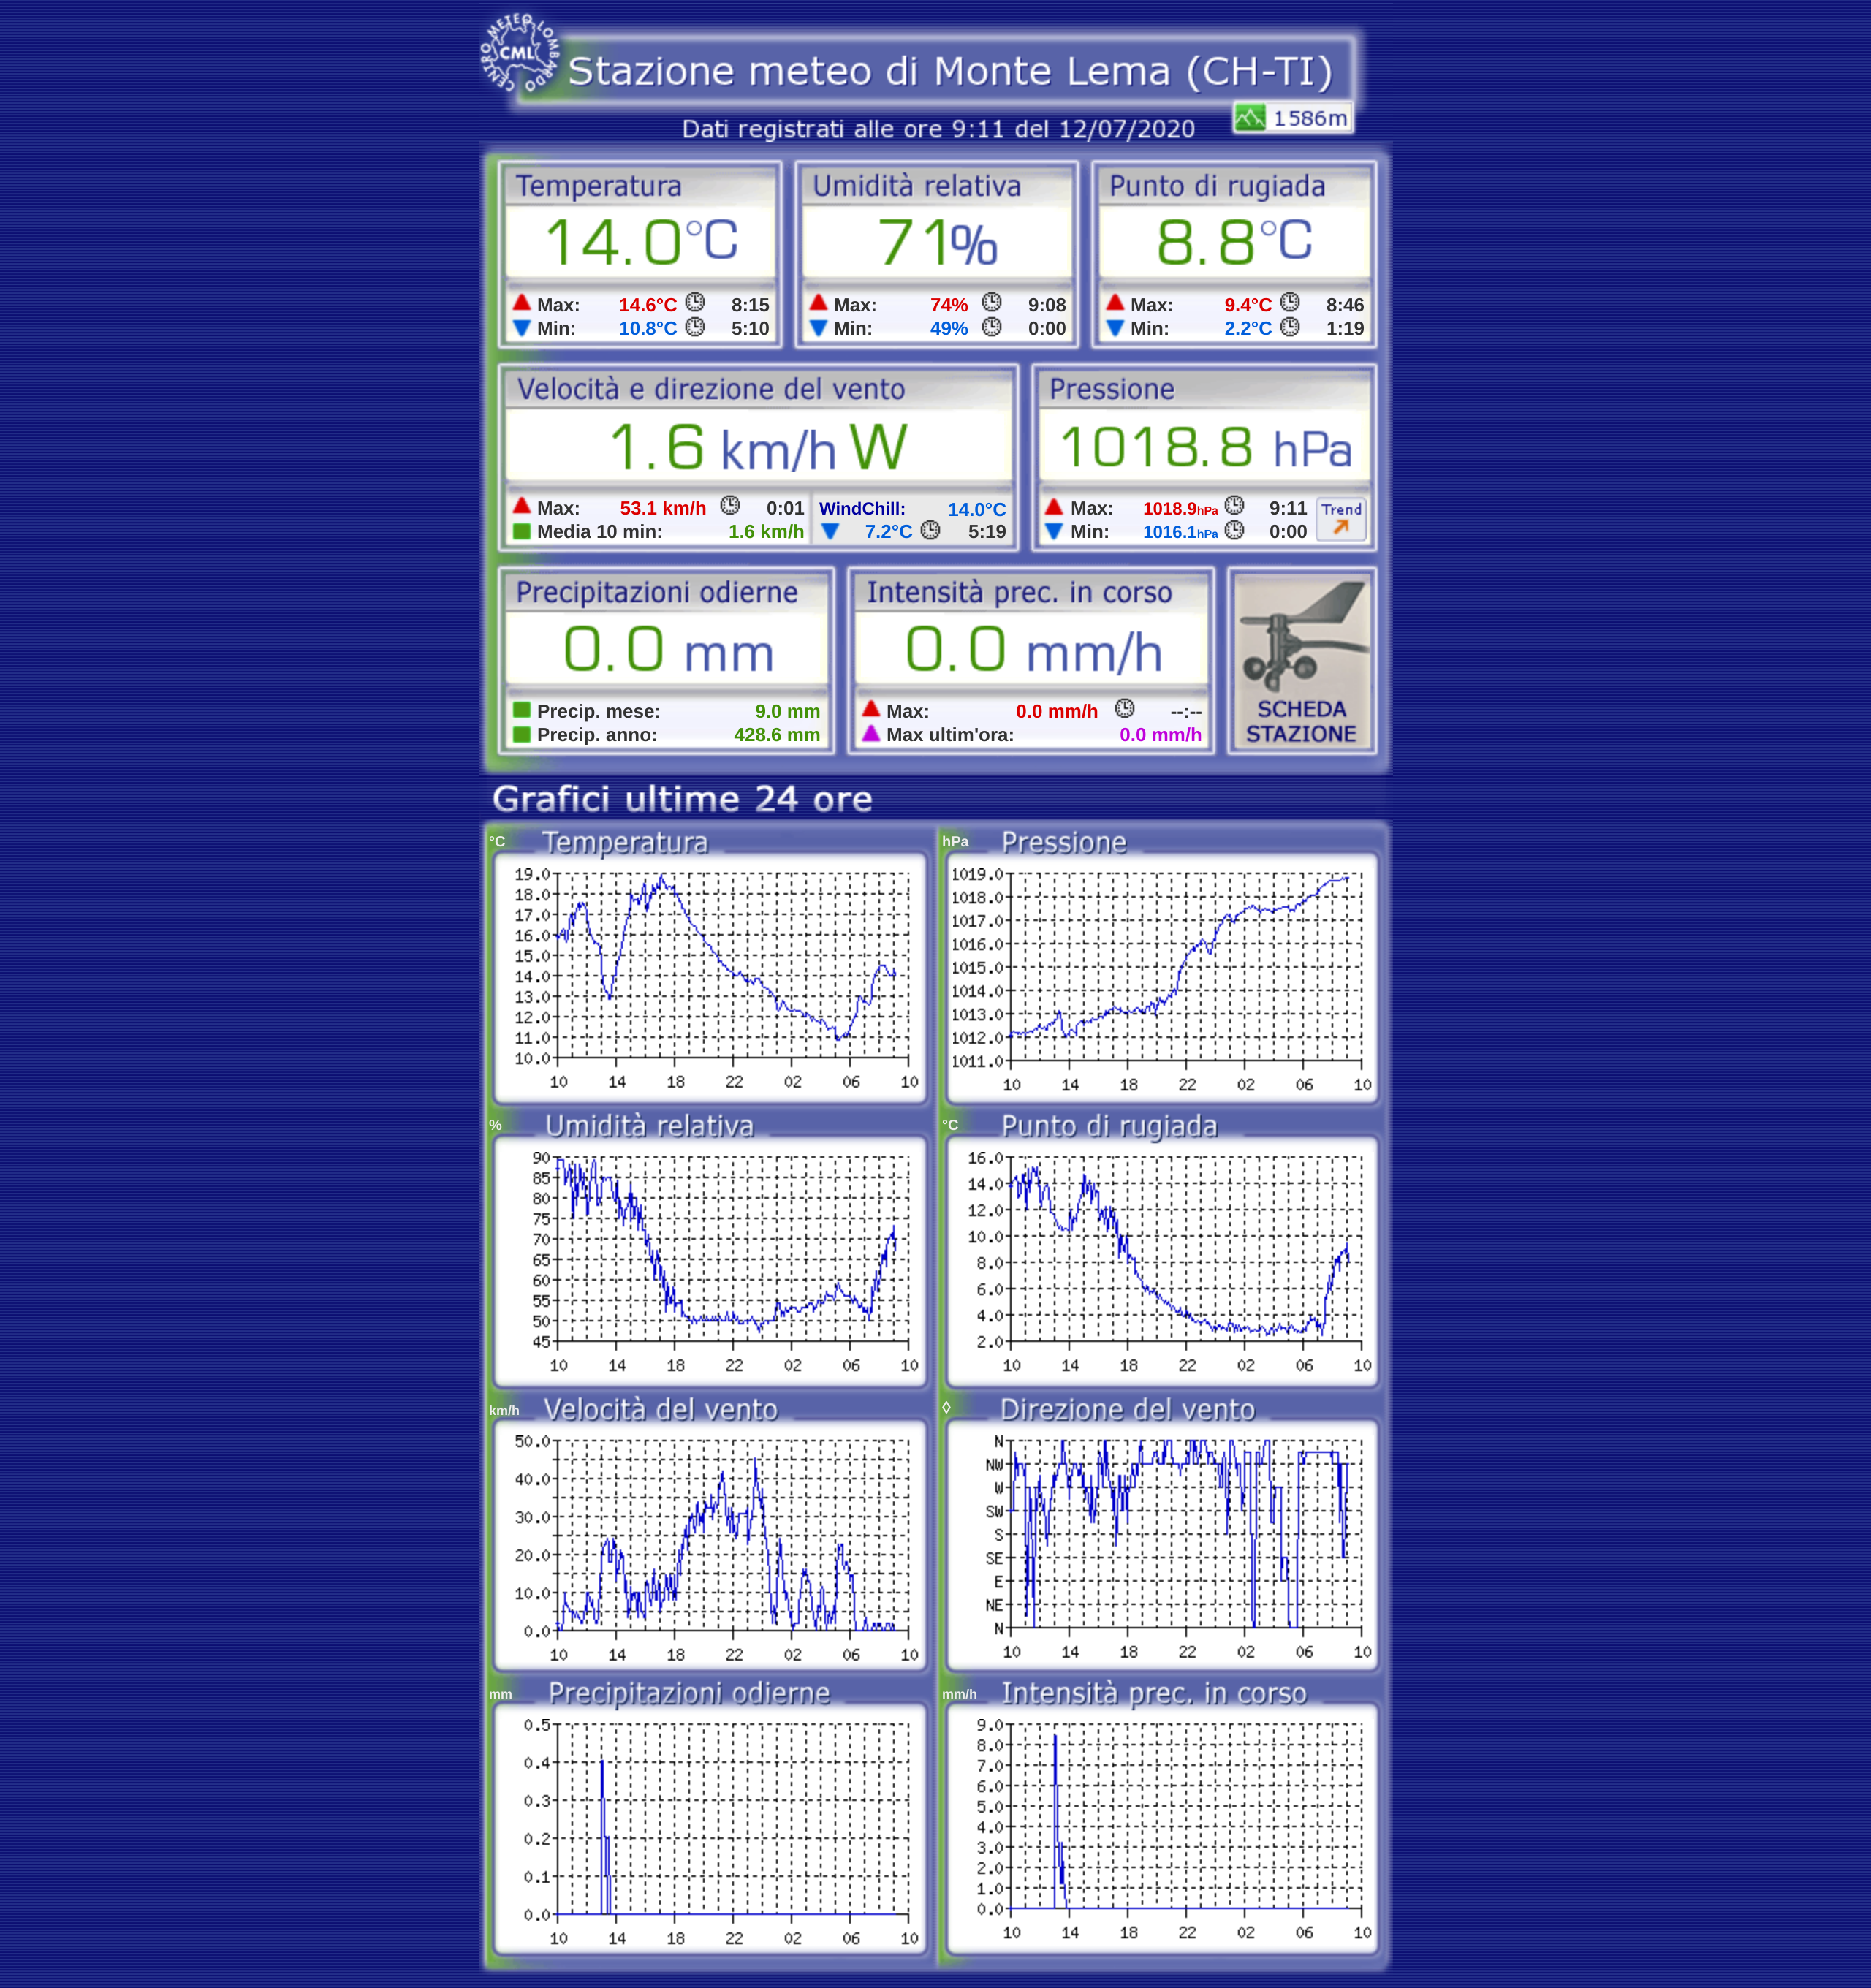 CENTRO METEO LOMBARDO
CML
Stazione meteo di Monte Lema (CH-TI)
1586m
Dati registrati alle ore 9:11 del 12/07/2020
Temperatura
14.0°C
Max: 14.6°C 8:15
Min: 10.8°C 5:10
Umidità relativa
71%
Max: 74% 9:08
Min: 49% 0:00
Punto di rugiada
8.8°C
Max: 9.4°C 8:46
Min: 2.2°C 1:19
Velocità e direzione del vento
1.6 km/h W
Max: 53.1 km/h 0:01
Media 10 min: 1.6 km/h
WindChill: 14.0°C
7.2°C 5:19
Pressione
1018.8 hPa
Max: 1018.9hPa 9:11
Min: 1016.1hPa 0:00
Trend
Precipitazioni odierne
0.0 mm
Precip. mese: 9.0 mm
Precip. anno: 428.6 mm
Intensità prec. in corso
0.0 mm/h
Max: 0.0 mm/h --:--
Max ultim'ora: 0.0 mm/h
SCHEDA
STAZIONE
Grafici ultime 24 ore
°C Temperatura
19.0
18.0
17.0
16.0
15.0
14.0
13.0
12.0
11.0
10.0
10 14 18 22 02 06 10
hPa Pressione
1019.0
1018.0
1017.0
1016.0
1015.0
1014.0
1013.0
1012.0
1011.0
10 14 18 22 02 06 10
% Umidità relativa
90
85
80
75
70
65
60
55
50
45
10 14 18 22 02 06 10
°C Punto di rugiada
16.0
14.0
12.0
10.0
8.0
6.0
4.0
2.0
10 14 18 22 02 06 10
km/h Velocità del vento
50.0
40.0
30.0
20.0
10.0
0.0
10 14 18 22 02 06 10
◊ Direzione del vento
N
NW
W
SW
S
SE
E
NE
N
10 14 18 22 02 06 10
mm Precipitazioni odierne
0.5
0.4
0.3
0.2
0.1
0.0
10 14 18 22 02 06 10
mm/h Intensità prec. in corso
9.0
8.0
7.0
6.0
5.0
4.0
3.0
2.0
1.0
0.0
10 14 18 22 02 06 10